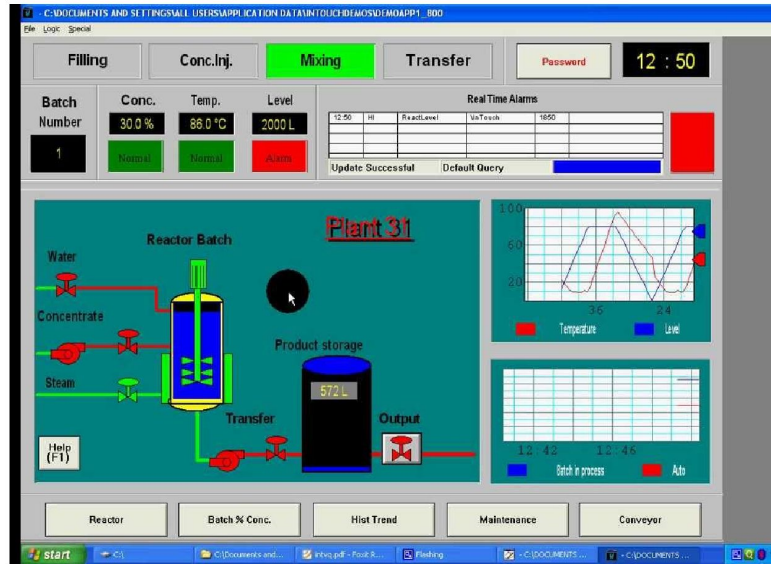 - C:\DOCUMENTS AND SETTINGS\ALL USERS\APPLICATION DATA\INTOUCHDEMOS\DEMOAPP1_800
File Logic Special
Filling Conc.Inj. Mixing Transfer Password 12 : 50
Batch Number Conc. Temp. Level
1 30.0 % 86.0 °C 2000 L
Normal Normal Alarm
Real Time Alarms
12:50 HI ReactLevel InTouch 1850
Update Successful Default Query
Plant 31
Reactor Batch
Water
Concentrate
Steam
Product storage
572 L
Transfer
Output
Help
(F1)
100
60
20
36 24
Temperature Level
12:42 12:46
Batch in process Auto
Reactor Batch % Conc. Hist Trend Maintenance Conveyor
start C:\ C:\Documents and... intvq.pdf - Foxit R... Flashing - C:\DOCUMENTS ... - C:\DOCUMENTS ...